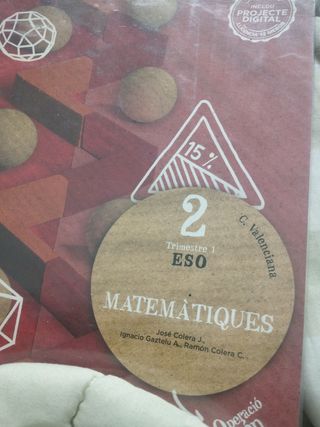 INCLOU
PROJECTE
DIGITAL
15 %
2
Trimestre 1
ESO
C. Valenciana
MATEMÀTIQUES
José Colera J.,
Ignacio Gaztelu A., Ramón Colera C.
Operació